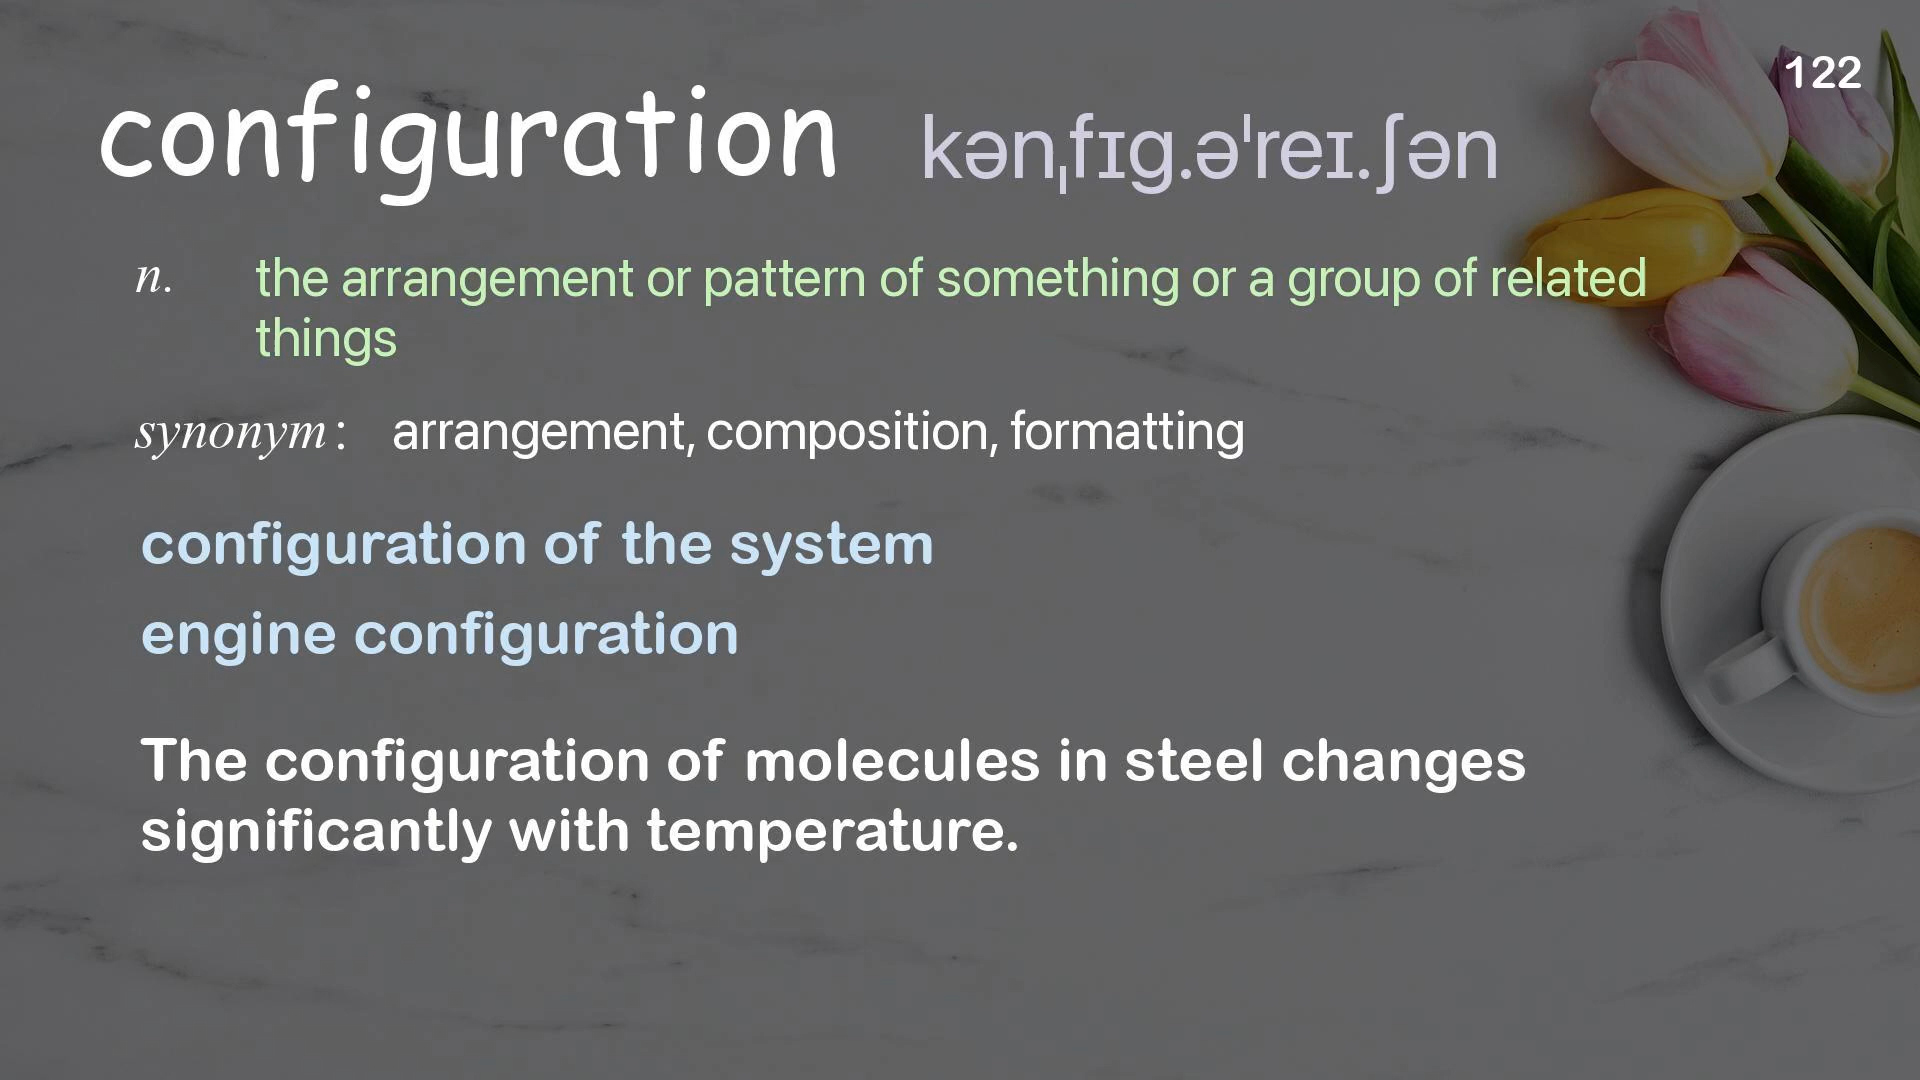 122
configuration kənˌfɪg.əˈreɪ.ʃən
n. the arrangement or pattern of something or a group of related
things
synonym: arrangement, composition, formatting
configuration of the system
engine configuration
The configuration of molecules in steel changes
significantly with temperature.